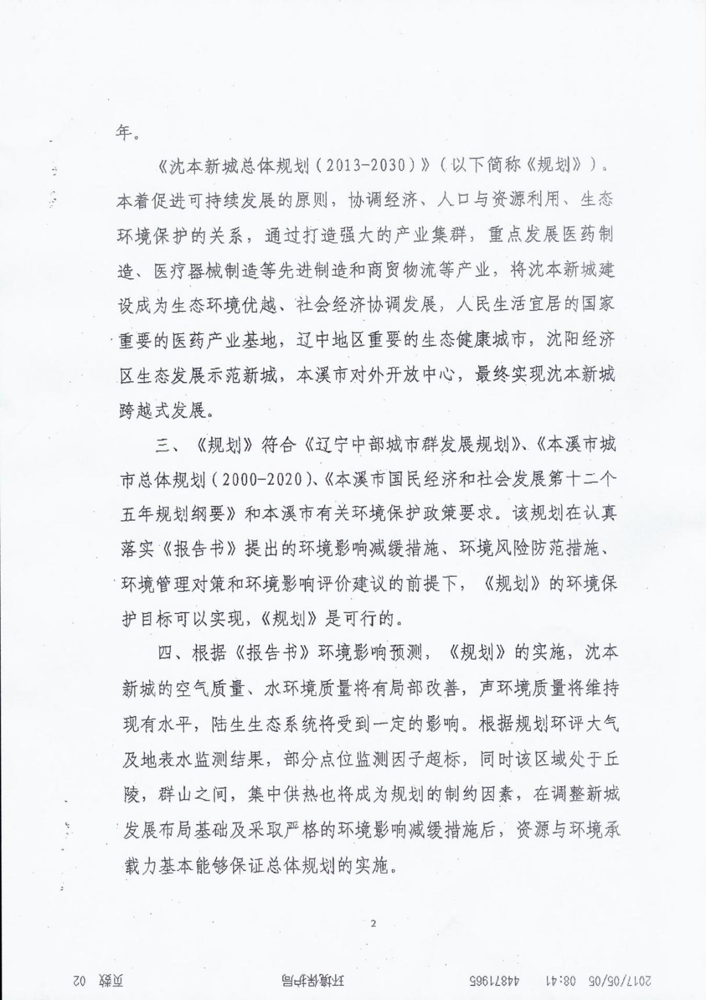 年。
《沈本新城总体规划（2013-2030）》（以下简称《规划》）。
本着促进可持续发展的原则，协调经济、人口与资源利用、生态
环境保护的关系，通过打造强大的产业集群，重点发展医药制
造、医疗器械制造等先进制造和商贸物流等产业，将沈本新城建
设成为生态环境优越、社会经济协调发展，人民生活宜居的国家
重要的医药产业基地，辽中地区重要的生态健康城市，沈阳经济
区生态发展示范新城，本溪市对外开放中心，最终实现沈本新城
跨越式发展。
三、《规划》符合《辽宁中部城市群发展规划》、《本溪市城
市总体规划（2000-2020）、《本溪市国民经济和社会发展第十二个
五年规划纲要》和本溪市有关环境保护政策要求。该规划在认真
落实《报告书》提出的环境影响减缓措施、环境风险防范措施、
环境管理对策和环境影响评价建议的前提下，《规划》的环境保
护目标可以实现，《规划》是可行的。
四、根据《报告书》环境影响预测，《规划》的实施，沈本
新城的空气质量、水环境质量将有局部改善，声环境质量将维持
现有水平，陆生生态系统将受到一定的影响。根据规划环评大气
及地表水监测结果，部分点位监测因子超标，同时该区域处于丘
陵，群山之间，集中供热也将成为规划的制约因素，在调整新城
发展布局基础及采取严格的环境影响减缓措施后，资源与环境承
载力基本能够保证总体规划的实施。
2
2017/05/05 08:41 44871965 环境保护局 页数 02